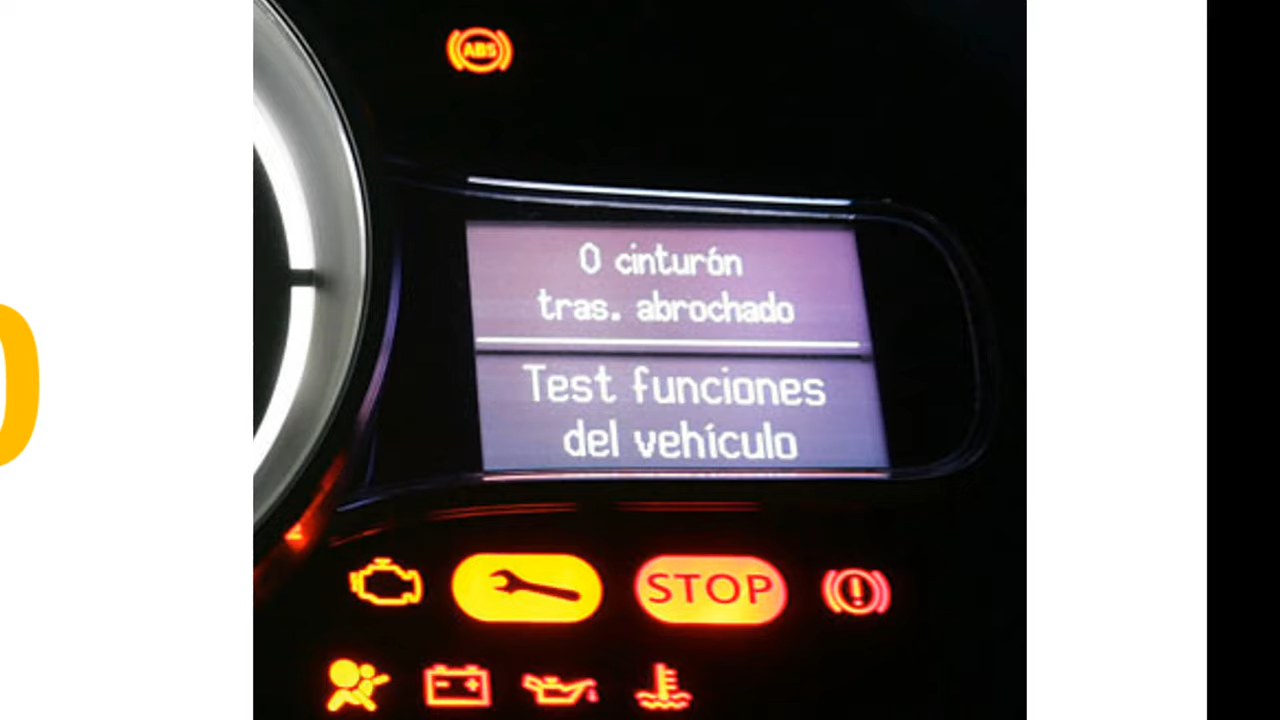 ABS
0 cinturón
tras. abrochado
Test funciones
del vehículo
STOP